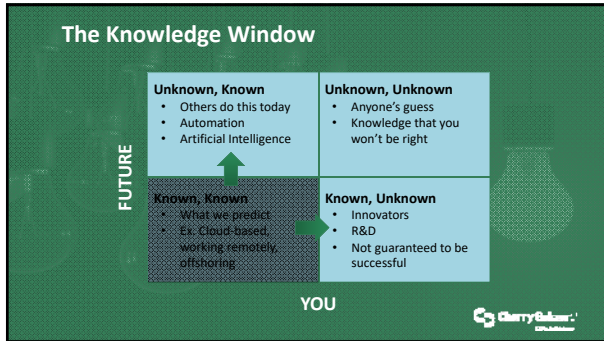 The Knowledge Window
Unknown, Known
• Others do this today
• Automation
• Artificial Intelligence
Unknown, Unknown
• Anyone's guess
• Knowledge that you
won't be right
FUTURE
Known, Known
• What we predict
• Ex. Cloud-based,
working remotely,
offshoring
Known, Unknown
• Innovators
• R&D
• Not guaranteed to be
successful
YOU